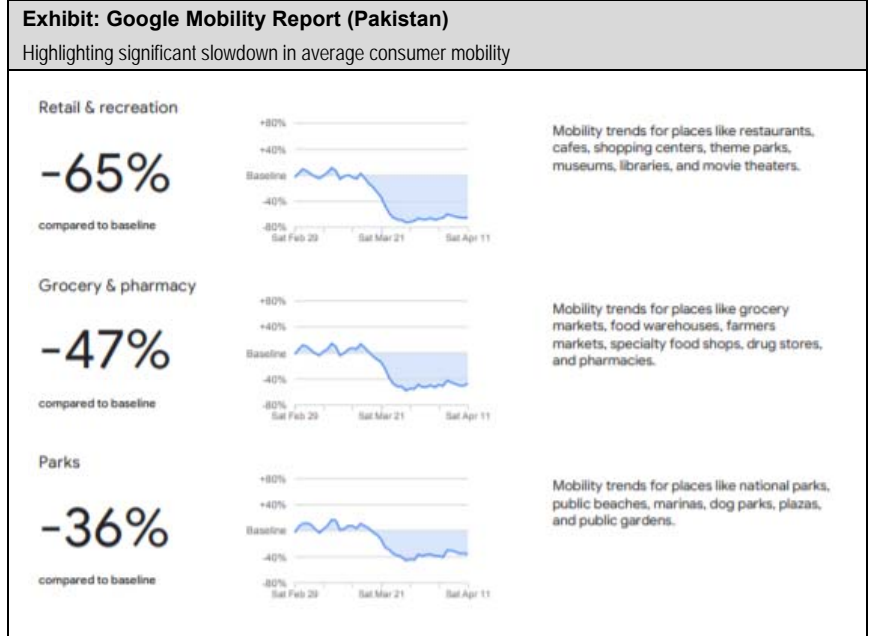 Exhibit: Google Mobility Report (Pakistan)
Highlighting significant slowdown in average consumer mobility
Retail & recreation
-65%
compared to baseline
+80%
+40%
Baseline
-40%
-80%
Sat Feb 29 Sat Mar 21 Sat Apr 11
Mobility trends for places like restaurants,
cafes, shopping centers, theme parks,
museums, libraries, and movie theaters.
Grocery & pharmacy
-47%
compared to baseline
+80%
+40%
Baseline
-40%
-80%
Sat Feb 29 Sat Mar 21 Sat Apr 11
Mobility trends for places like grocery
markets, food warehouses, farmers
markets, specialty food shops, drug stores,
and pharmacies.
Parks
-36%
compared to baseline
+80%
+40%
Baseline
-40%
-80%
Sat Feb 29 Sat Mar 21 Sat Apr 11
Mobility trends for places like national parks,
public beaches, marinas, dog parks, plazas,
and public gardens.